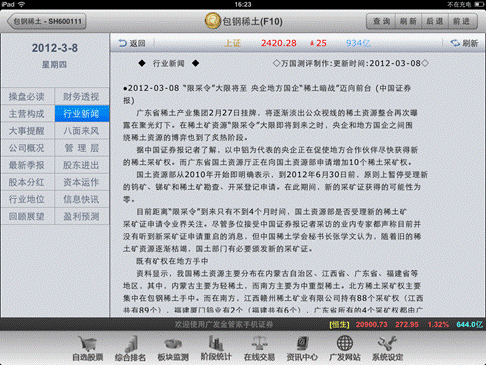 iPad 16:23 不在充电
包钢稀土 - SH600111
包钢稀土(F10)
查询 刷新 后退 前进
2012-3-8
星期四
返回 上证 2420.28 25 934亿 刷新
操盘必读 财务透视
主营构成 行业新闻
大事提醒 八面来风
公司概况 管理层
最新季报 股东进出
股本分红 资本运作
行业地位 信息快讯
回顾展望 盈利预测
◆ 行业新闻 ◆ ◇万国测评制作:更新时间:2012-03-08◇
●2012-03-08 “限采令”大限将至 央企地方国企“稀土暗战”迈向前台 (中国证券
报)
广东省稀土产业集团2月27日挂牌，将逐渐淡出公众视线的稀土资源整合再次曝
露在聚光灯下。在稀土矿资源“限采令”大限即将到来之时，央企和地方国企之间围
绕稀土资源的博弈也到了炙热阶段。
据中国证券报记者了解，以中铝为代表的央企正在促使地方合作伙伴尽快获得新
的稀土采矿权。而广东省国土资源厅正在向国土资源部申请增加10个稀土采矿权。
国土资源部从2010年开始即明确表示，到2012年6月30日前，原则上暂停受理新
的钨矿、锑矿和稀土矿勘查、开采登记申请。在此期间，新的采矿证获得的可能性为
零。
目前距离“限采令”到来只有不到4个月时间，国土资源部是否受理新的稀土矿
采矿证申请令业界关注。尽管多位接受中国证券报记者采访的业内专家都声称目前并
没有听到新采矿证申请重启的消息，但中国稀土学会秘书长张学文认为，随着旧的稀
土矿资源逐渐枯竭，国土部门有必要颁发新的采矿证。
既有矿权在地方手中
资料显示，我国稀土资源主要分布在内蒙古自治区、江西省、广东省、福建省等
地区，其中，内蒙古主要为轻稀土，而南方主要为中重型稀土。北方稀土采矿权主要
集中在包钢稀土手中。而在南方，江西赣州稀土矿业有限公司持有88个采矿权（江西
共有89个），福建厦门钨业有2个（福建共有6个），广东省所有的4个采矿权都由广
欢迎使用广发金管家手机证券 [恒生] 20900.73 272.95 1.32% 644.0亿
自选股票 综合排名 板块监测 阶段统计 在线交易 资讯中心 广发网站 系统设定